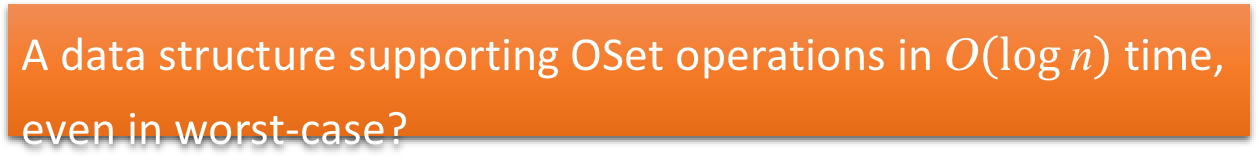 A data structure supporting OSet operations in O(log n) time,
even in worst-case?